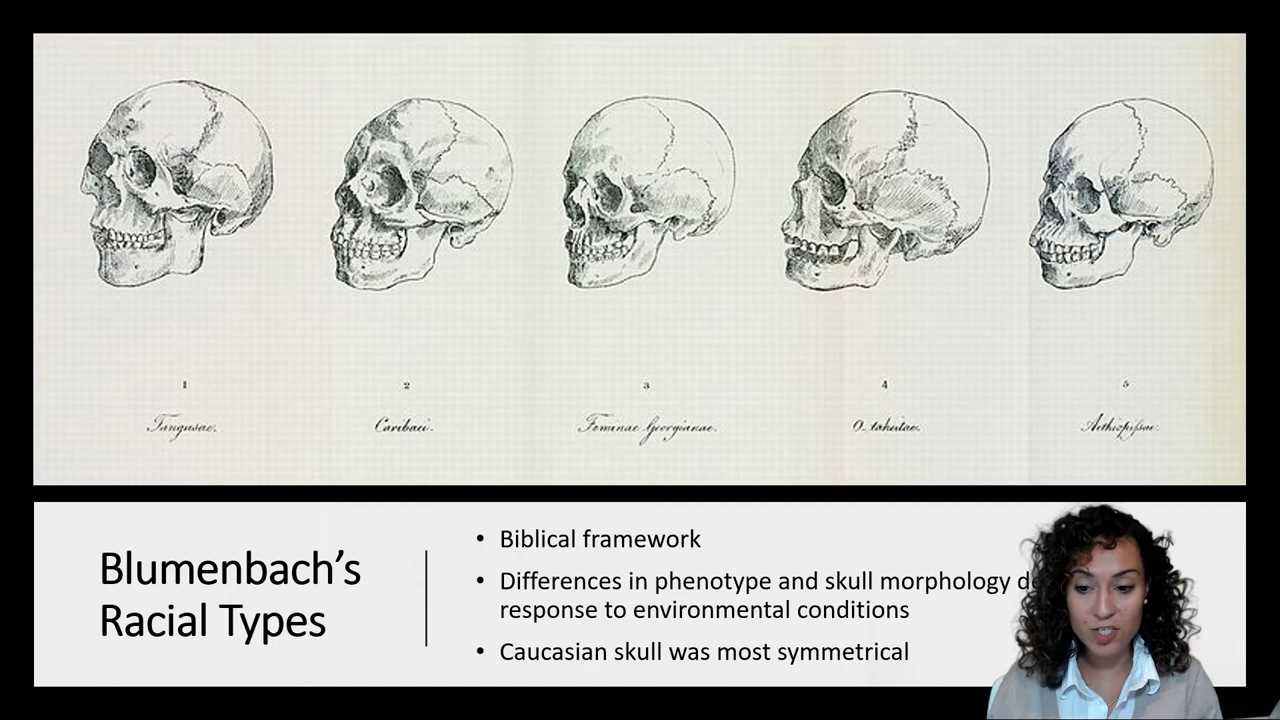 1 2 3 4 5
Tungusae. Caribaei. Feminae Georgianae. O-taheitae. Aethiopissae.
Blumenbach’s
Racial Types
• Biblical framework
• Differences in phenotype and skull morphology
response to environmental conditions
• Caucasian skull was most symmetrical